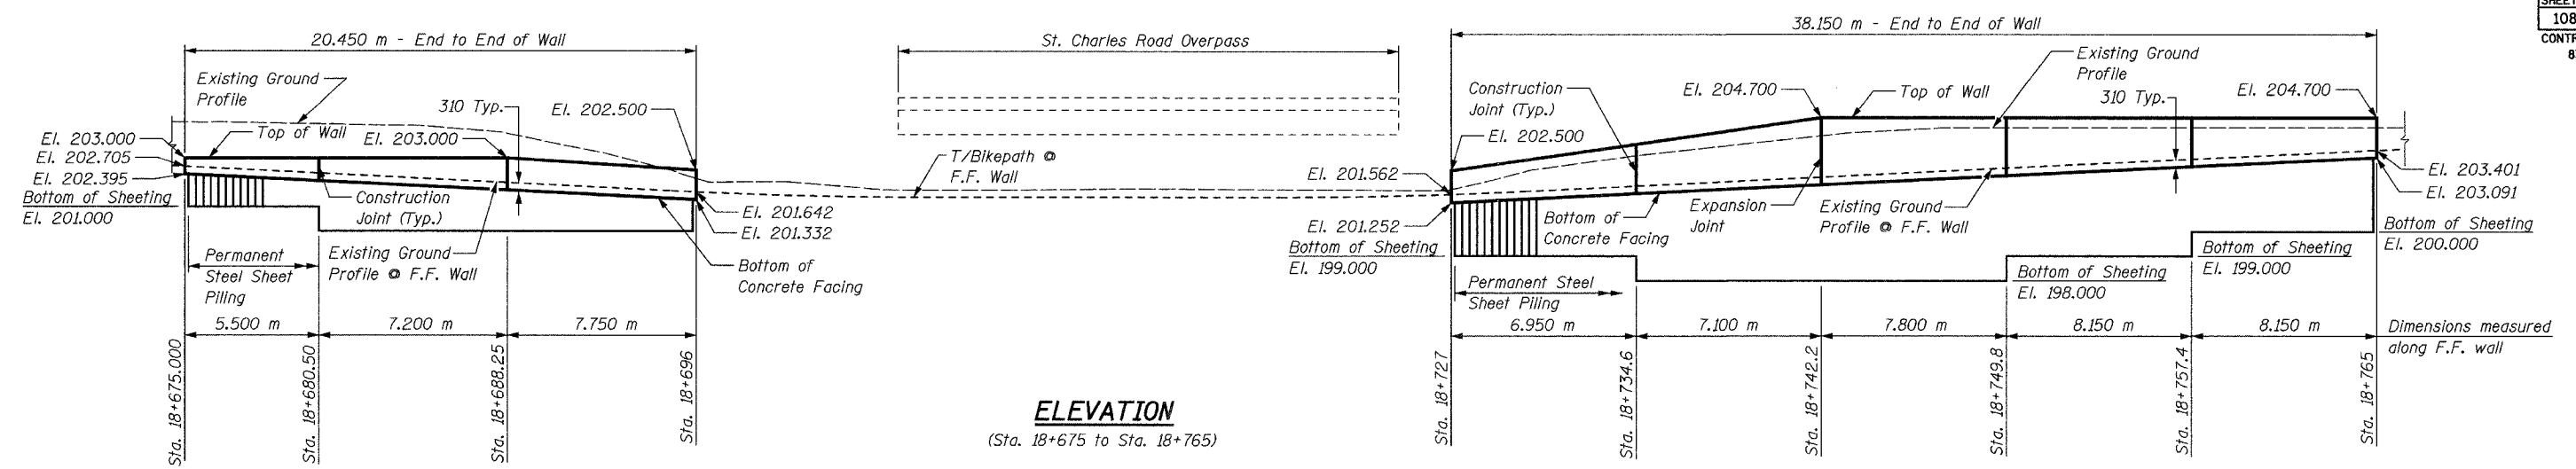 SHEET
108
CONTR
20.450 m - End to End of Wall
St. Charles Road Overpass
38.150 m - End to End of Wall
Existing Ground
Profile
310 Typ.
El. 202.500
El. 203.000
Top of Wall
El. 203.000
El. 202.705
El. 202.395
Bottom of Sheeting
El. 201.000
Construction
Joint (Typ.)
Permanent
Steel Sheet
Piling
Existing Ground
Profile @ F.F. Wall
El. 201.642
El. 201.332
Bottom of
Concrete Facing
T/Bikepath @
F.F. Wall
Construction
Joint (Typ.)
El. 202.500
El. 204.700
Top of Wall
Existing Ground
Profile
310 Typ.
El. 204.700
El. 201.562
El. 201.252
Bottom of Sheeting
El. 199.000
Bottom of
Concrete Facing
Expansion
Joint
Existing Ground
Profile @ F.F. Wall
El. 203.401
El. 203.091
Bottom of Sheeting
El. 200.000
Bottom of Sheeting
El. 199.000
Bottom of Sheeting
El. 198.000
Permanent Steel
Sheet Piling
5.500 m
7.200 m
7.750 m
6.950 m
7.100 m
7.800 m
8.150 m
8.150 m
Dimensions measured
along F.F. wall
Sta. 18+675.000
Sta. 18+680.50
Sta. 18+688.25
Sta. 18+696
Sta. 18+727
Sta. 18+734.6
Sta. 18+742.2
Sta. 18+749.8
Sta. 18+757.4
Sta. 18+765
ELEVATION
(Sta. 18+675 to Sta. 18+765)